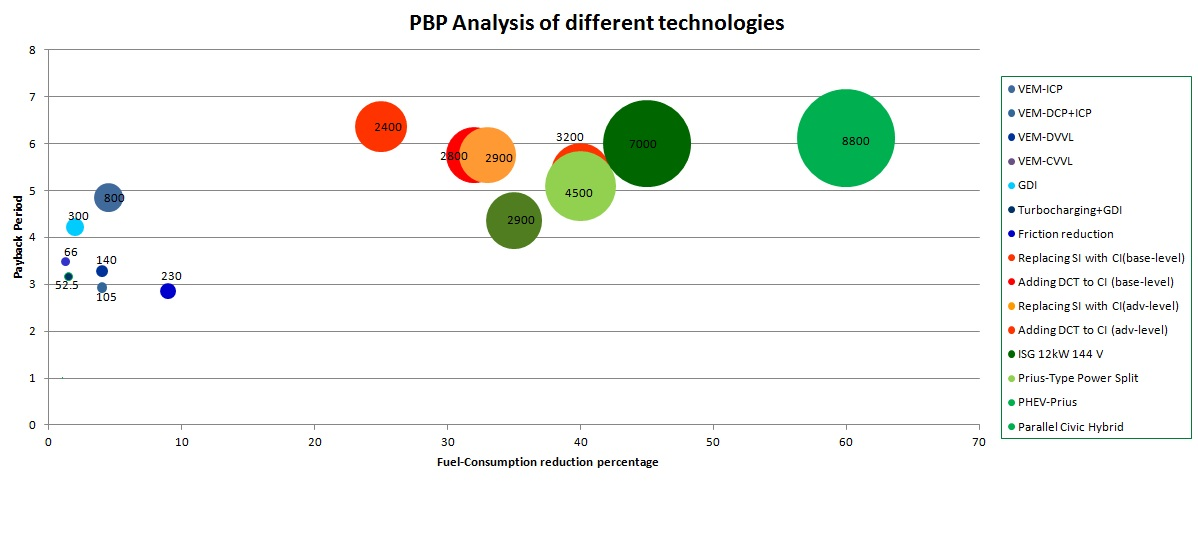 PBP Analysis of different technologies
8
7
6
5
4
3
2
1
0
0 10 20 30 40 50 60 70
Payback Period
Fuel-Consumption reduction percentage
2400
2800
2900
3200
7000
8800
4500
2900
800
300
66
140
52.5
105
230
VEM-ICP
VEM-DCP+ICP
VEM-DVVL
VEM-CVVL
GDI
Turbocharging+GDI
Friction reduction
Replacing SI with CI(base-level)
Adding DCT to CI (base-level)
Replacing SI with CI(adv-level)
Adding DCT to CI (adv-level)
ISG 12kW 144 V
Prius-Type Power Split
PHEV-Prius
Parallel Civic Hybrid